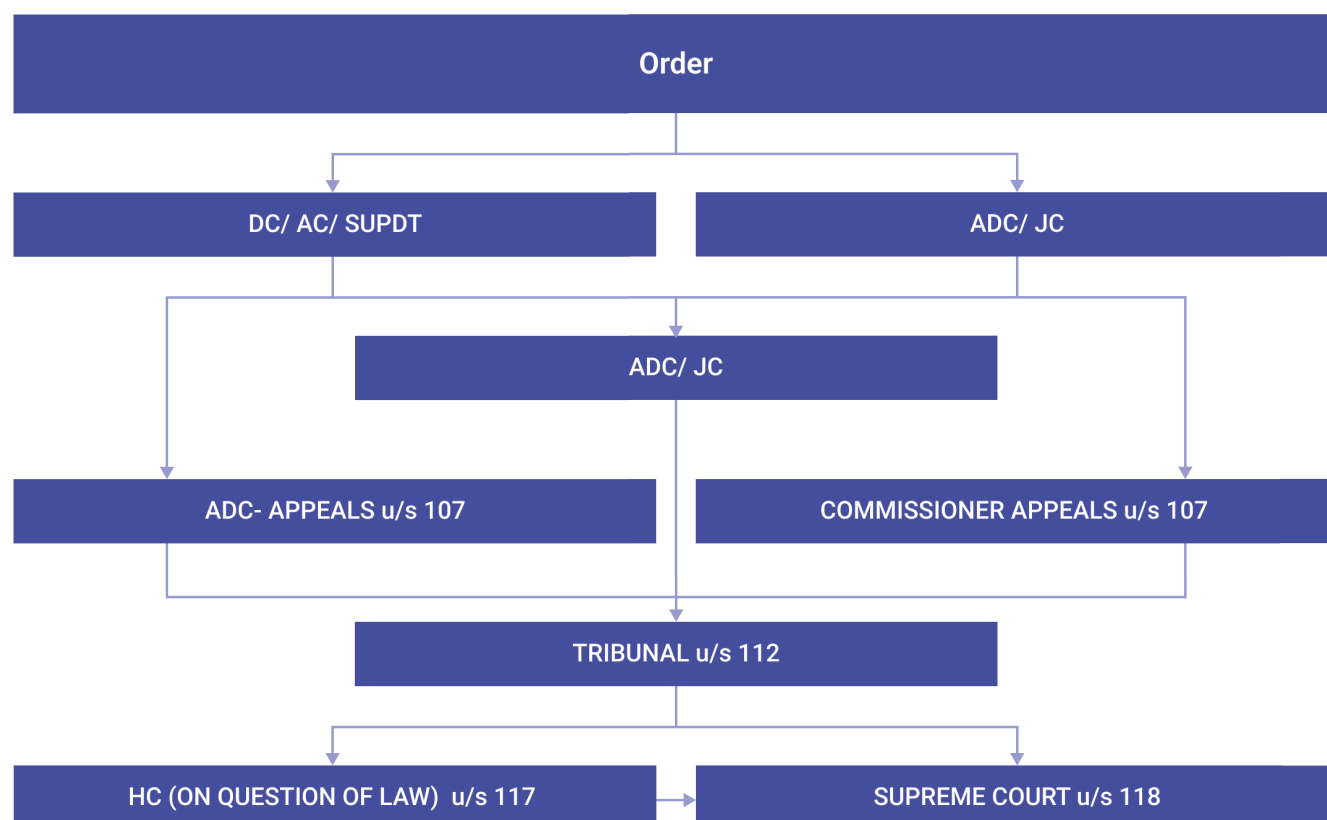 Order
DC/ AC/ SUPDT
ADC/ JC
ADC/ JC
ADC- APPEALS u/s 107
COMMISSIONER APPEALS u/s 107
TRIBUNAL u/s 112
HC (ON QUESTION OF LAW) u/s 117
SUPREME COURT u/s 118